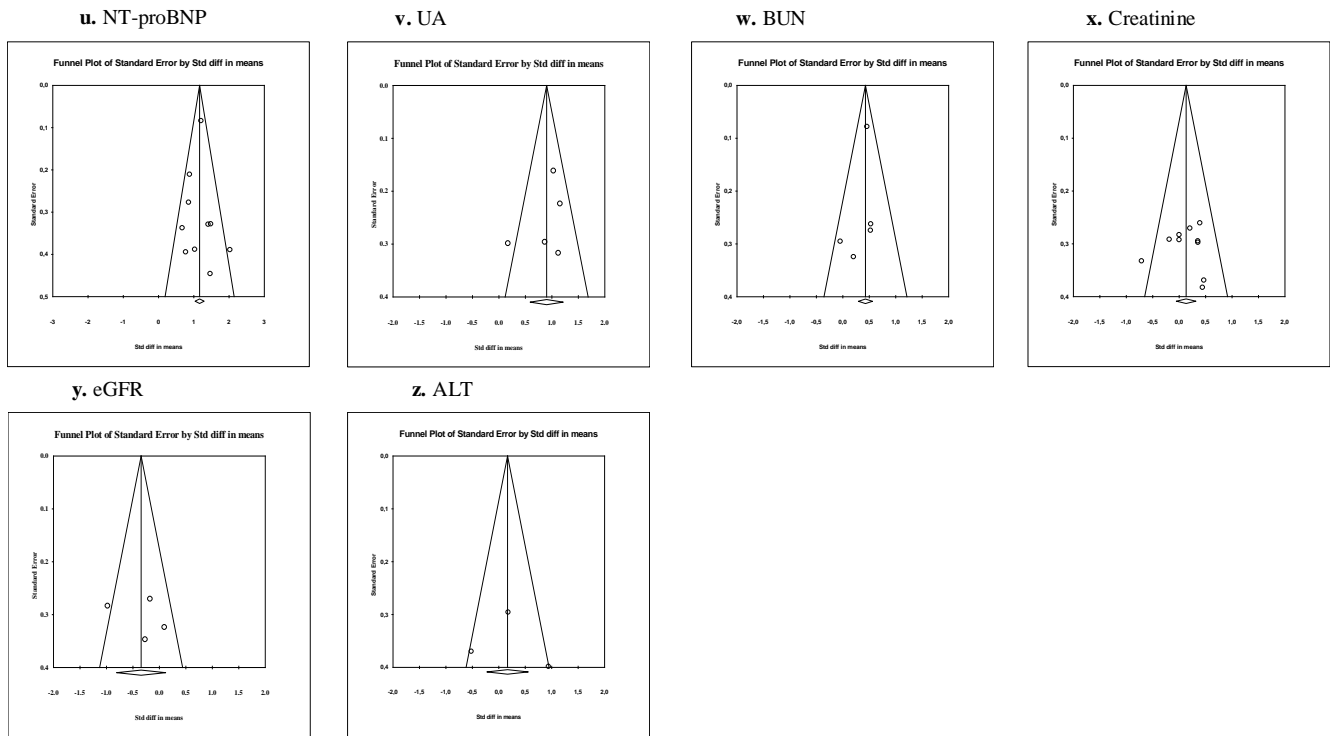 u. NT-proBNP
v. UA
w. BUN
x. Creatinine
Funnel Plot of Standard Error by Std diff in means
0,0
0,1
0,2
0,3
0,4
0,5
Standard Error
-3 -2 -1 0 1 2 3
Std diff in means
Funnel Plot of Standard Error by Std diff in means
0.0
0.1
0.2
0.3
0.4
Standard Error
-2.0 -1.5 -1.0 -0.5 0.0 0.5 1.0 1.5 2.0
Std diff in means
Funnel Plot of Standard Error by Std diff in means
0,0
0,1
0,2
0,3
0,4
Standard Error
-2,0 -1,5 -1,0 -0,5 0,0 0,5 1,0 1,5 2,0
Std diff in means
Funnel Plot of Standard Error by Std diff in means
0,0
0,1
0,2
0,3
0,4
Standard Error
-2,0 -1,5 -1,0 -0,5 0,0 0,5 1,0 1,5 2,0
Std diff in means
y. eGFR
z. ALT
Funnel Plot of Standard Error by Std diff in means
0.0
0.1
0.2
0.3
0.4
Standard Error
-2.0 -1.5 -1.0 -0.5 0.0 0.5 1.0 1.5 2.0
Std diff in means
Funnel Plot of Standard Error by Std diff in means
0,0
0,1
0,2
0,3
0,4
Standard Error
-2,0 -1,5 -1,0 -0,5 0,0 0,5 1,0 1,5 2,0
Std diff in means